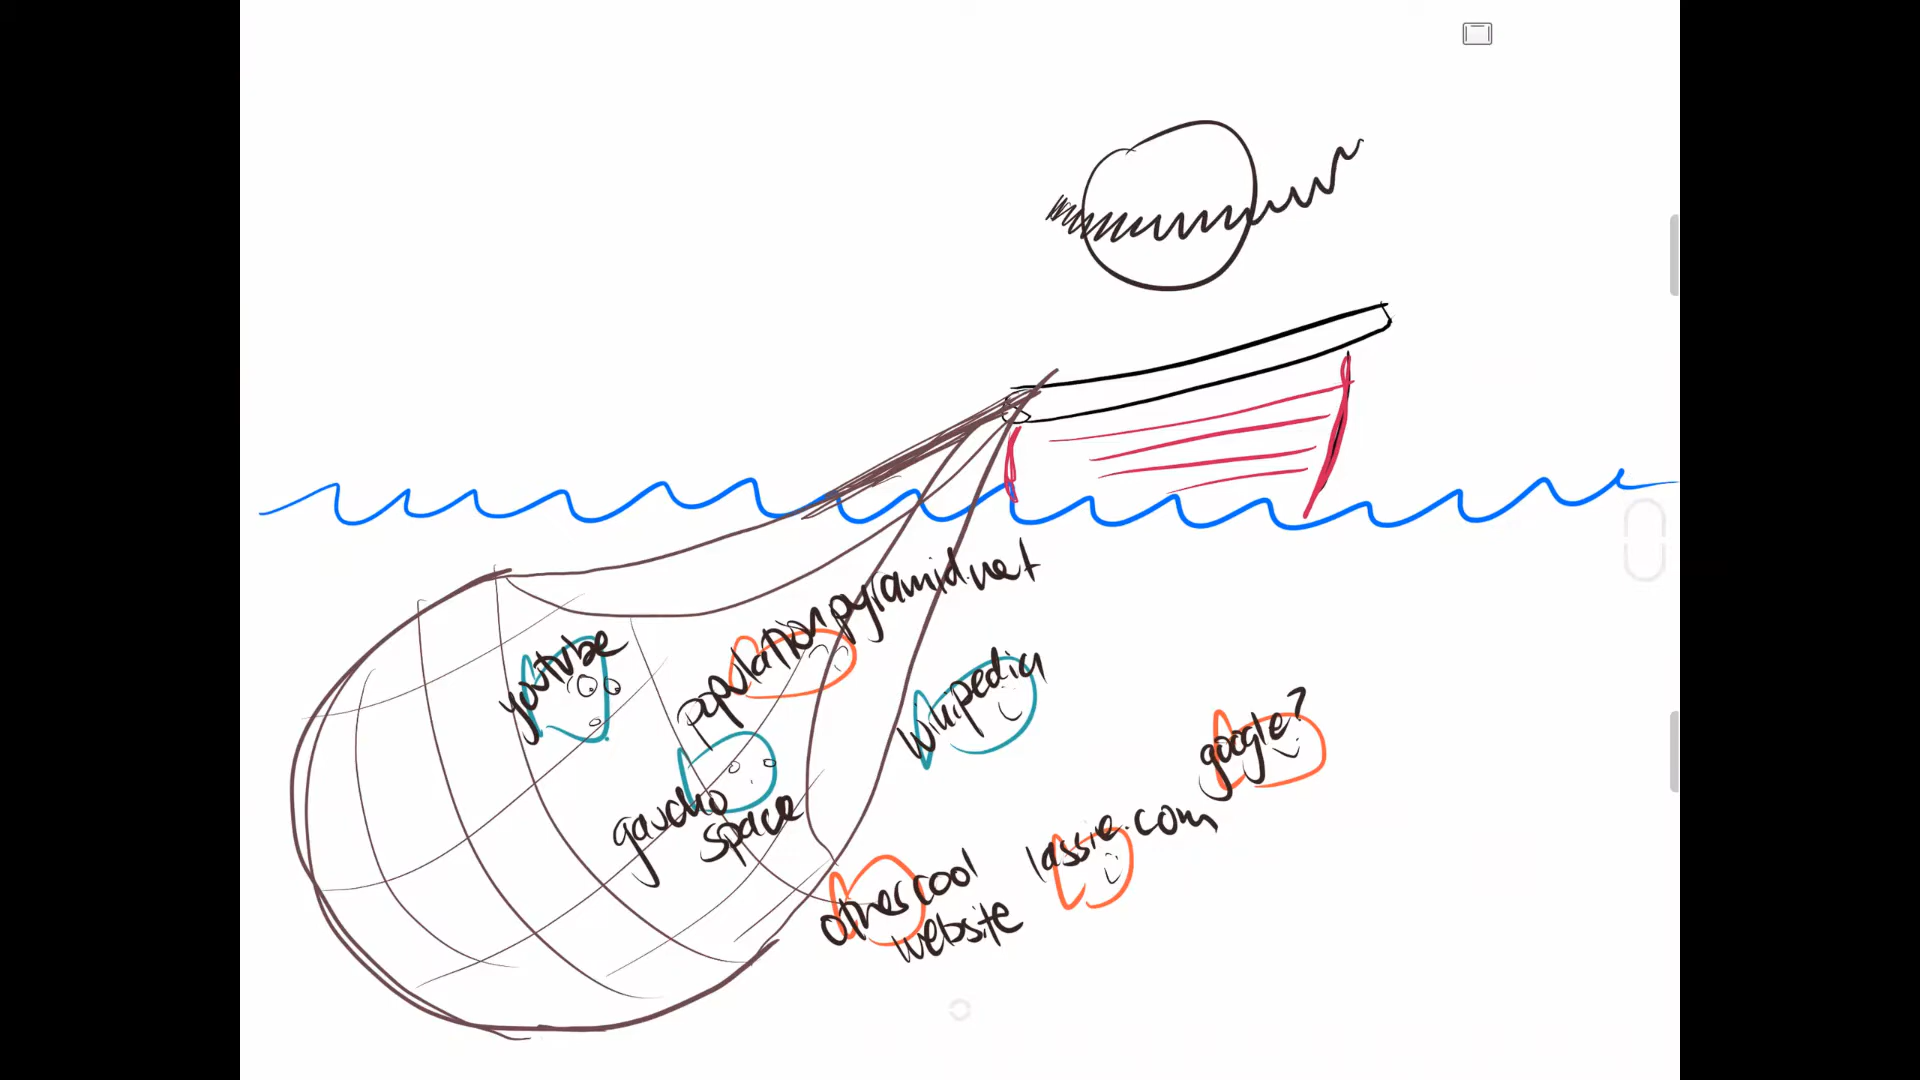 populationpyramid.net
youtube
wikipedia
google?
gaucho
space
lassie.com
other cool
website